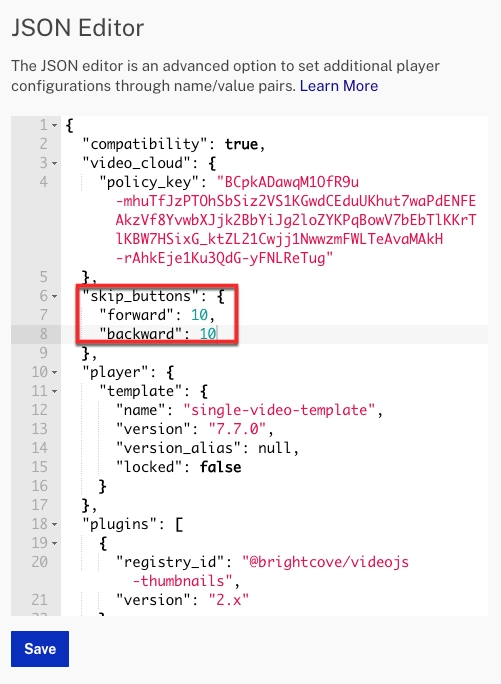 JSON Editor
The JSON editor is an advanced option to set additional player
configurations through name/value pairs. Learn More
1 {
2 "compatibility": true,
3 "video_cloud": {
4 "policy_key": "BCpkADawqM1OfR9u
-mhuTfJzPTOhSbSiz2VS1KGwdCEduUKhut7waPdENFE
AkzVf8YvwbXJjk2BbYiJg2loZYKPqBowV7bEbTlKKrT
lKBW7HSixG_ktZL21Cwjj1NwwzmFWLTeAvaMAkH
-rAhkEje1Ku3QdG-yFNLReTug"
5 },
6 "skip_buttons": {
7 "forward": 10,
8 "backward": 10
9 },
10 "player": {
11 "template": {
12 "name": "single-video-template",
13 "version": "7.7.0",
14 "version_alias": null,
15 "locked": false
16 }
17 },
18 "plugins": [
19 {
20 "registry_id": "@brightcove/videojs
-thumbnails",
21 "version": "2.x"
Save